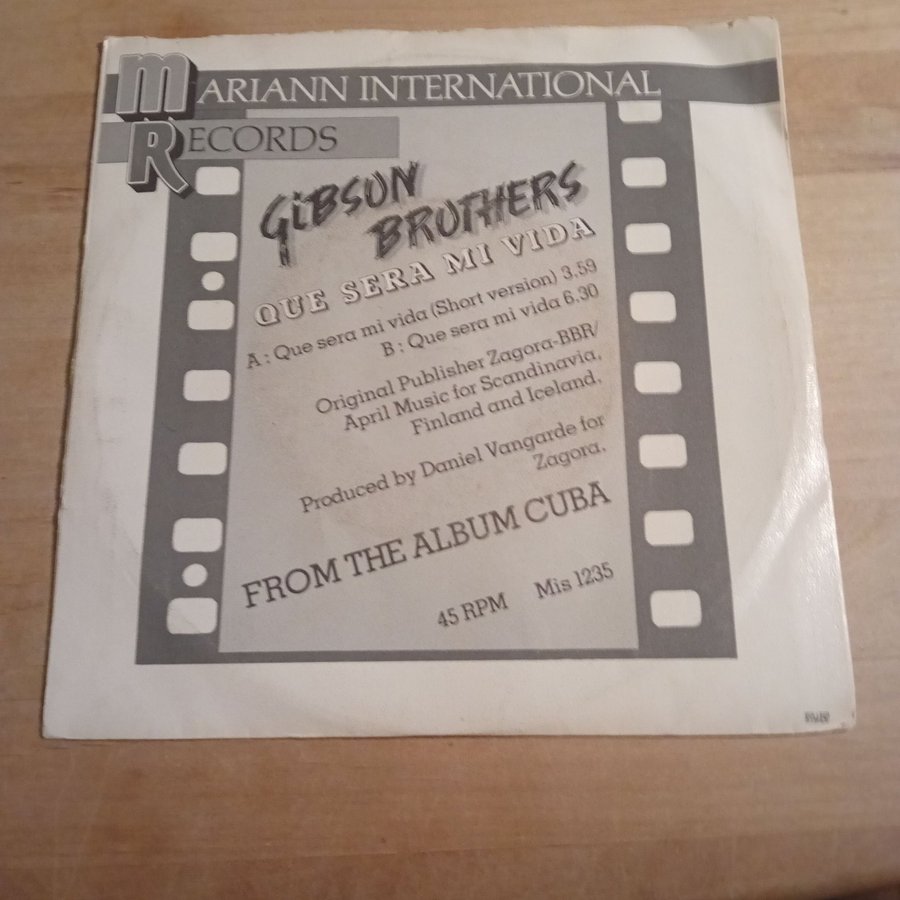 MARIANN INTERNATIONAL
RECORDS
GiBSON
BROTHERS
QUE SERA MI VIDA
A : Que sera mi vida (Short version) 3.59
B : Que sera mi vida 6.30
Original Publisher Zagora-BBR/
April Music for Scandinavia,
Finland and Iceland.
Produced by Daniel Vangarde for
Zagora.
FROM THE ALBUM CUBA
45 RPM Mis 1235